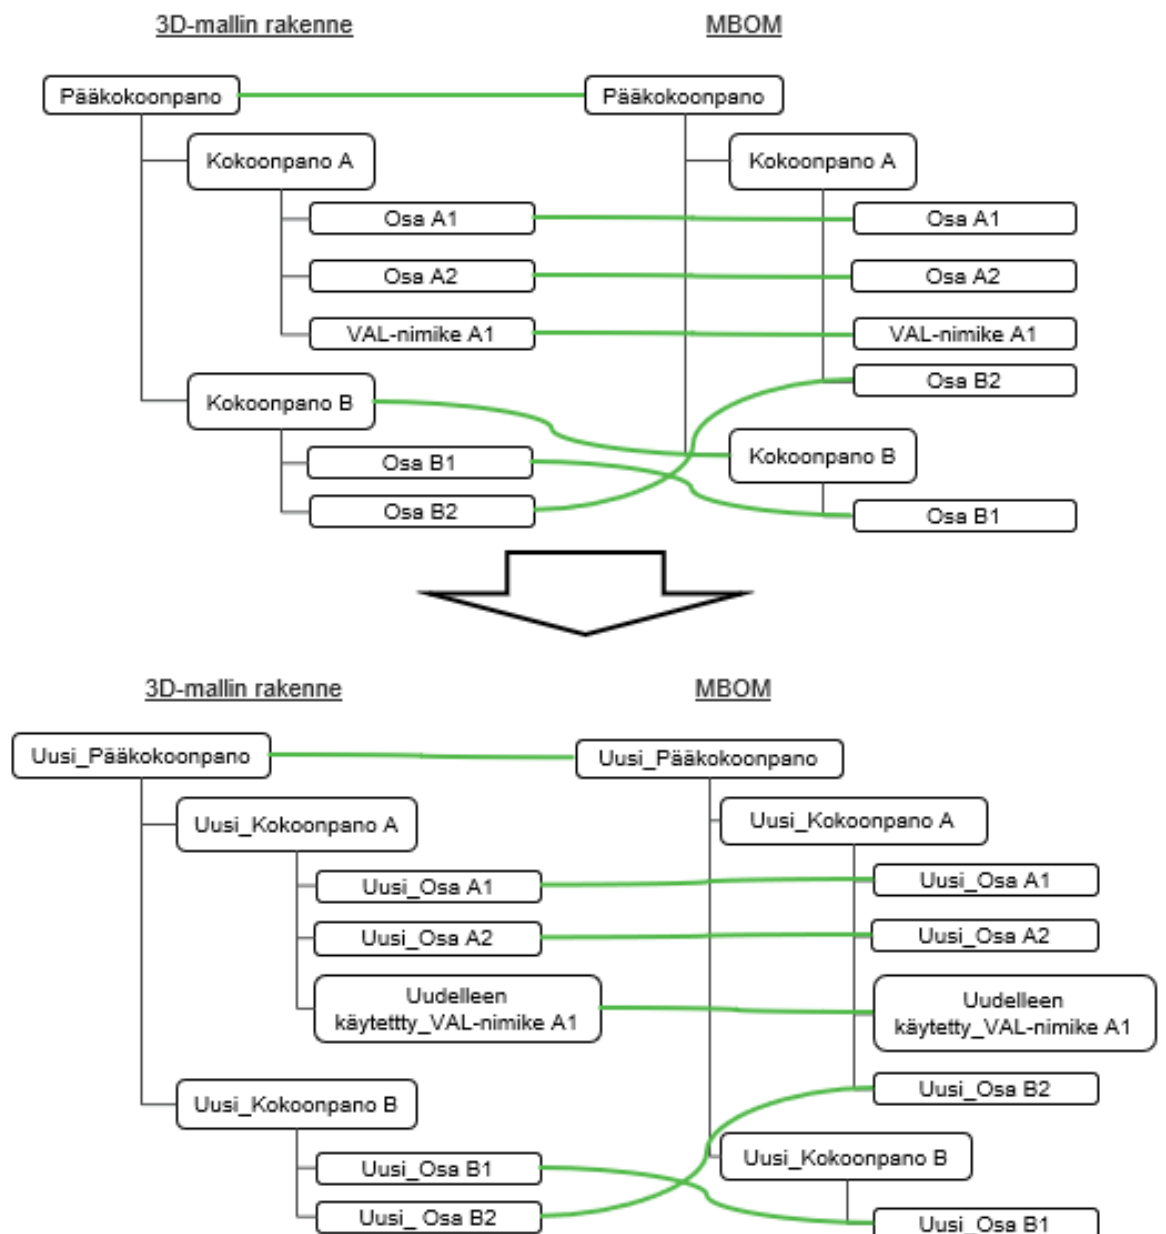 3D-mallin rakenne
MBOM
Pääkokoonpano
Pääkokoonpano
Kokoonpano A
Kokoonpano A
Osa A1
Osa A1
Osa A2
Osa A2
VAL-nimike A1
VAL-nimike A1
Osa B2
Kokoonpano B
Kokoonpano B
Osa B1
Osa B2
Osa B1
3D-mallin rakenne
MBOM
Uusi_Pääkokoonpano
Uusi_Pääkokoonpano
Uusi_Kokoonpano A
Uusi_Kokoonpano A
Uusi_Osa A1
Uusi_Osa A1
Uusi_Osa A2
Uusi_Osa A2
Uudelleen
käytettty_VAL-nimike A1
Uudelleen
käytetty_VAL-nimike A1
Uusi_Osa B2
Uusi_Kokoonpano B
Uusi_Kokoonpano B
Uusi_Osa B1
Uusi_ Osa B2
Uusi_Osa B1